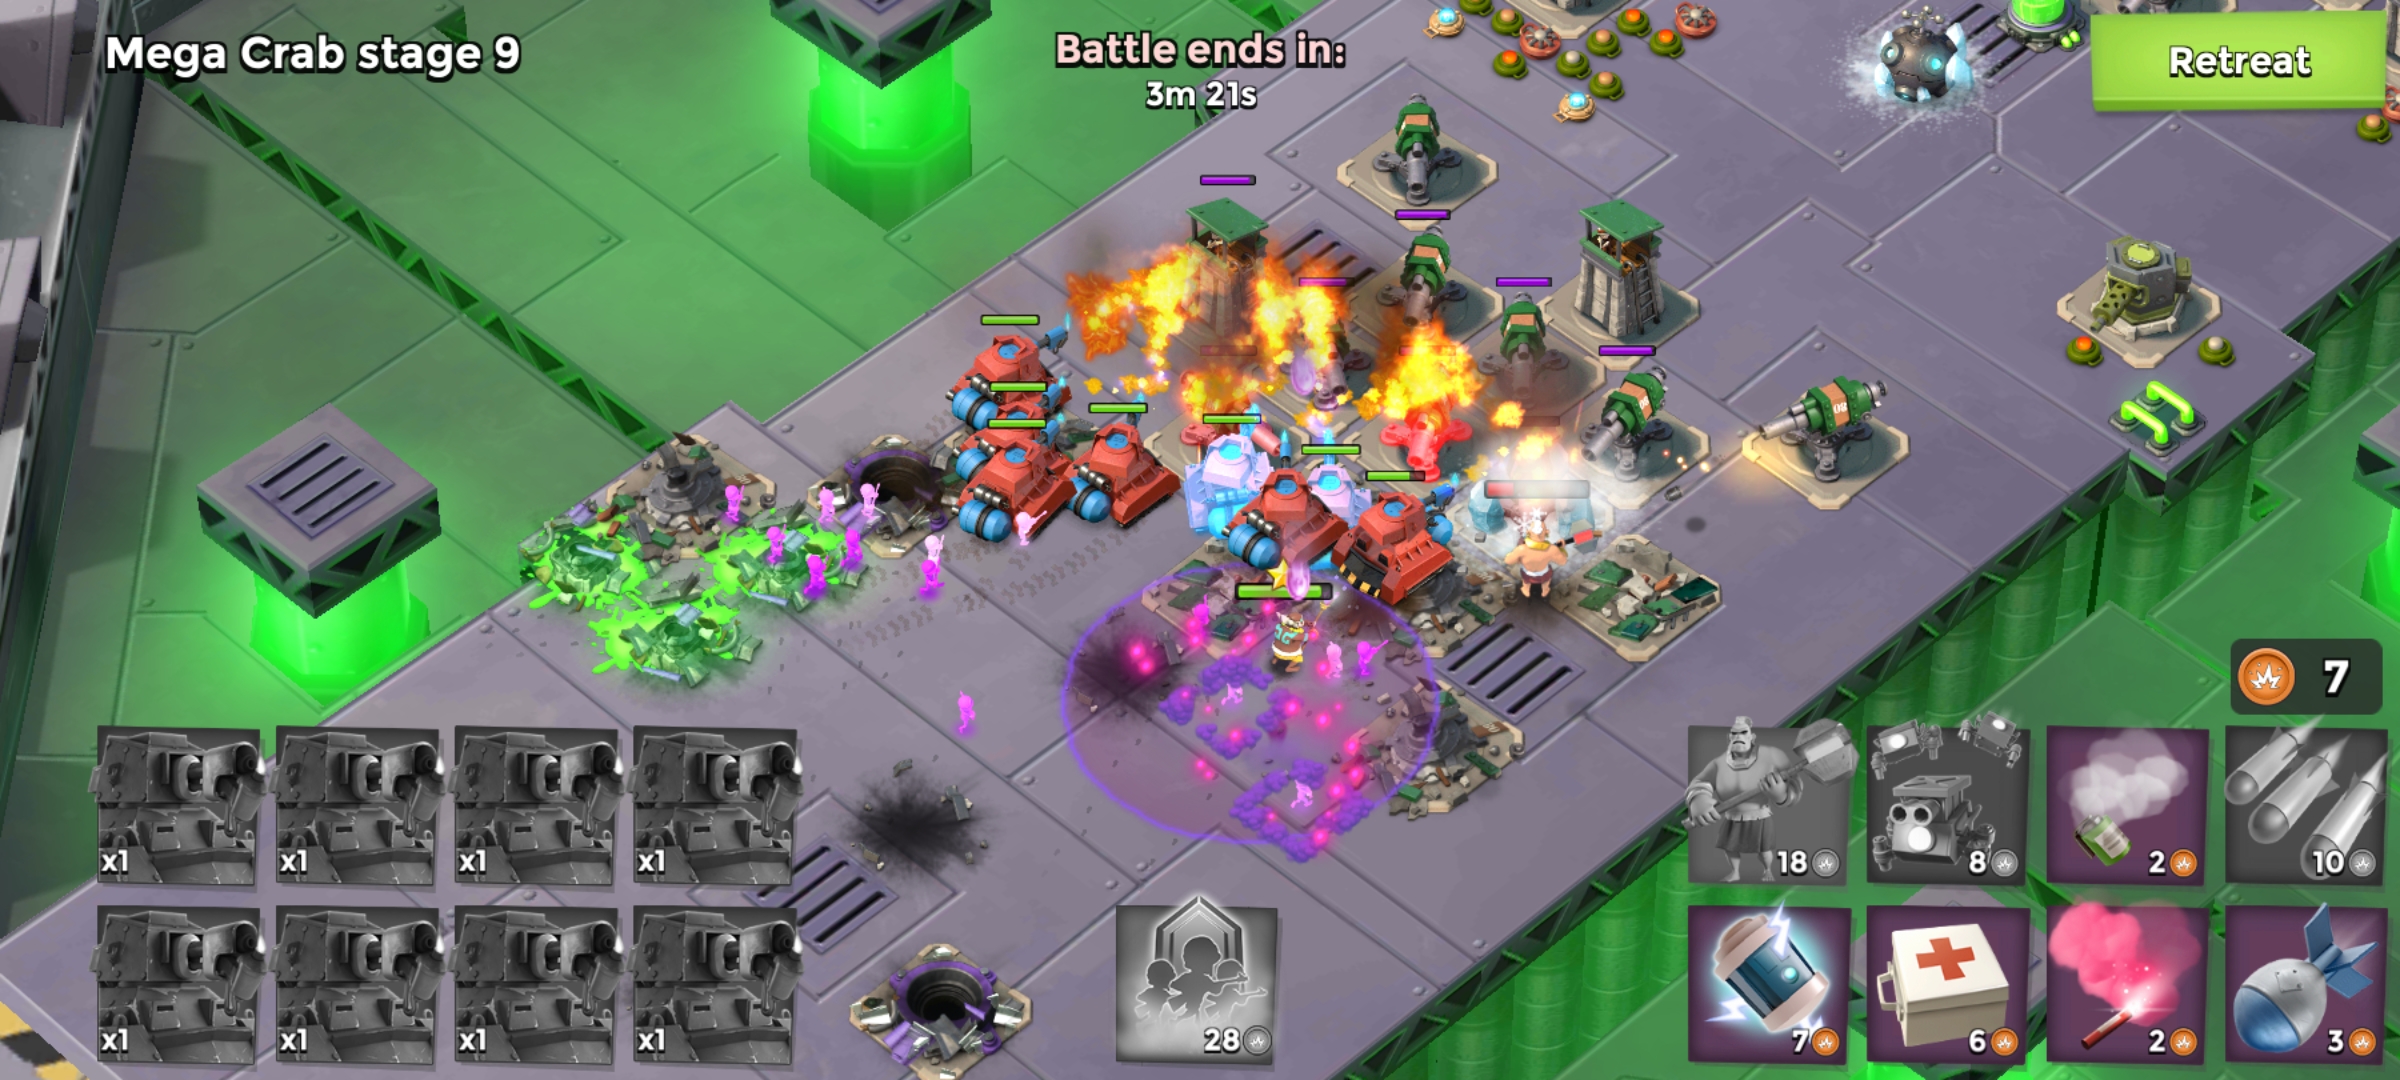 Mega Crab stage 9
Battle ends in:
3m 21s
Retreat
7
x1
x1
x1
x1
18
8
2
10
x1
x1
x1
x1
28
7
6
2
3